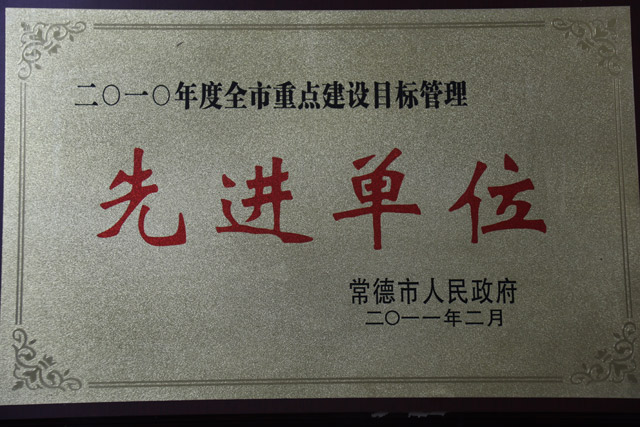 二〇一〇年度全市重点建设目标管理
先进单位
常德市人民政府
二〇一一年二月